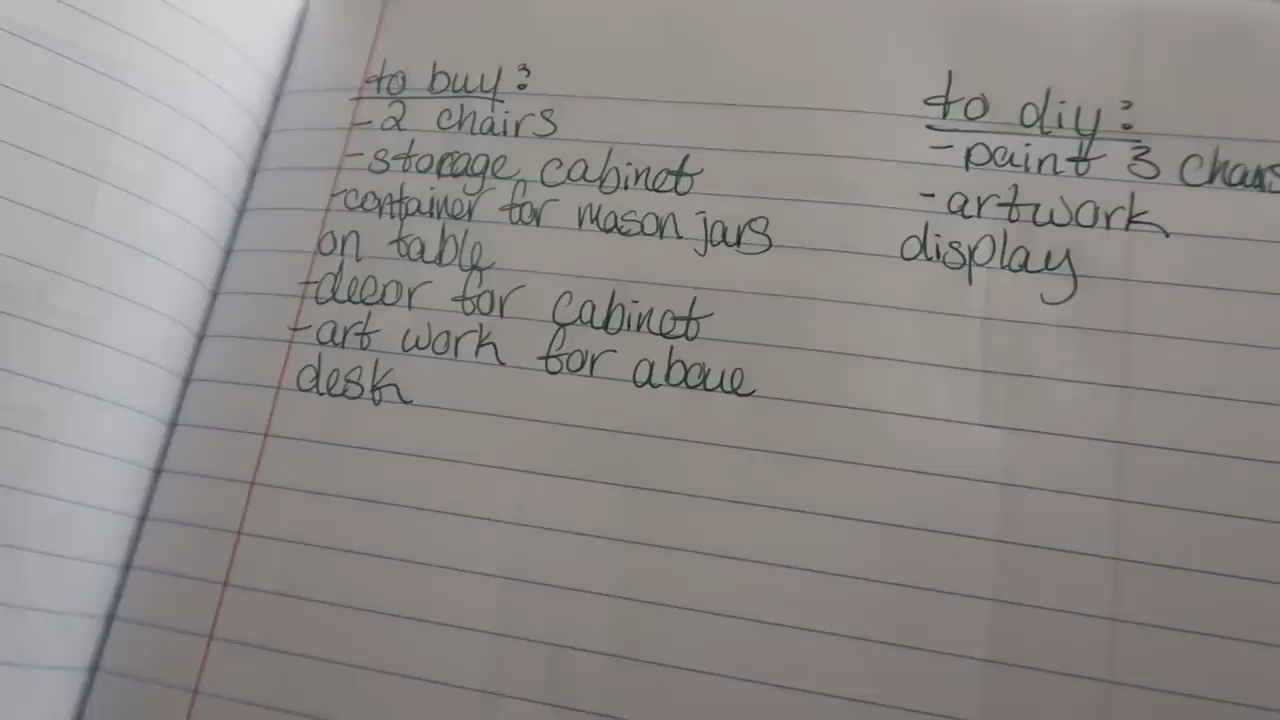 to buy:
-2 chairs
-storage cabinet
-container for mason jars
on table
-decor for cabinet
-art work for above
desk
to diy:
-paint 3 chairs
-artwork
display